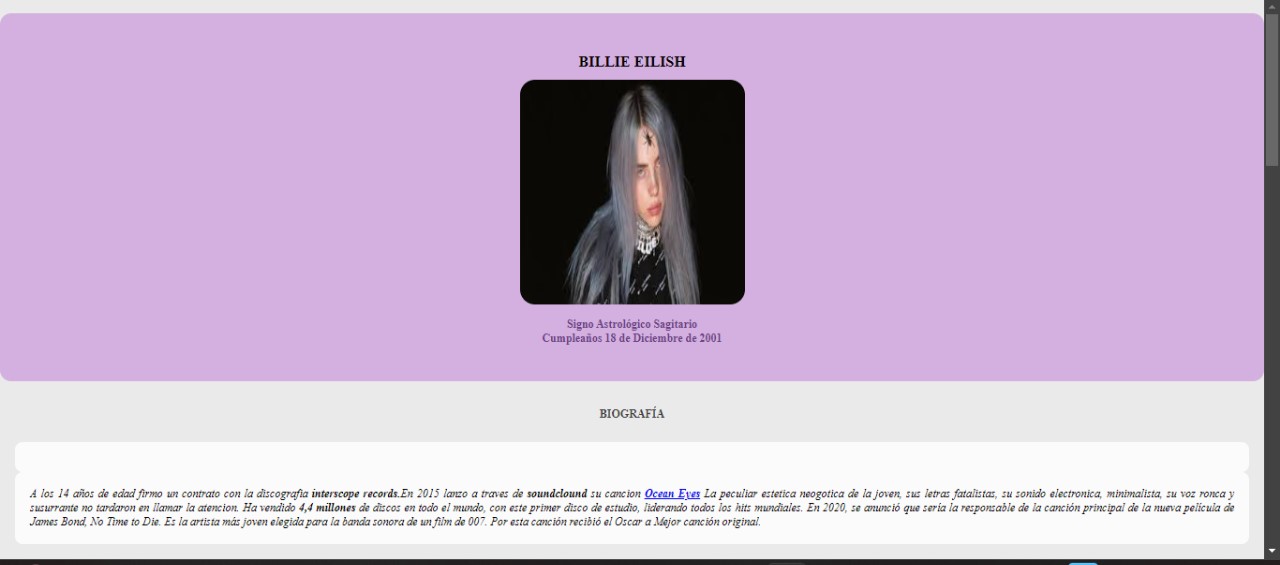 BILLIE EILISH
Signo Astrológico Sagitario
Cumpleaños 18 de Diciembre de 2001
BIOGRAFÍA
A los 14 años de edad firmo un contrato con la discografia interscope records.En 2015 lanzo a traves de soundclound su cancion Ocean Eyes La peculiar estetica neogotica de la joven, sus letras fatalistas, su sonido electronica, minimalista, su voz ronca y
susurrante no tardaron en llamar la atencion. Ha vendido 4,4 millones de discos en todo el mundo, con este primer disco de estudio, liderando todos los hits mundiales. En 2020, se anunció que sería la responsable de la canción principal de la nueva película de
James Bond, No Time to Die. Es la artista más joven elegida para la banda sonora de un film de 007. Por esta canción recibió el Oscar a Mejor canción original.